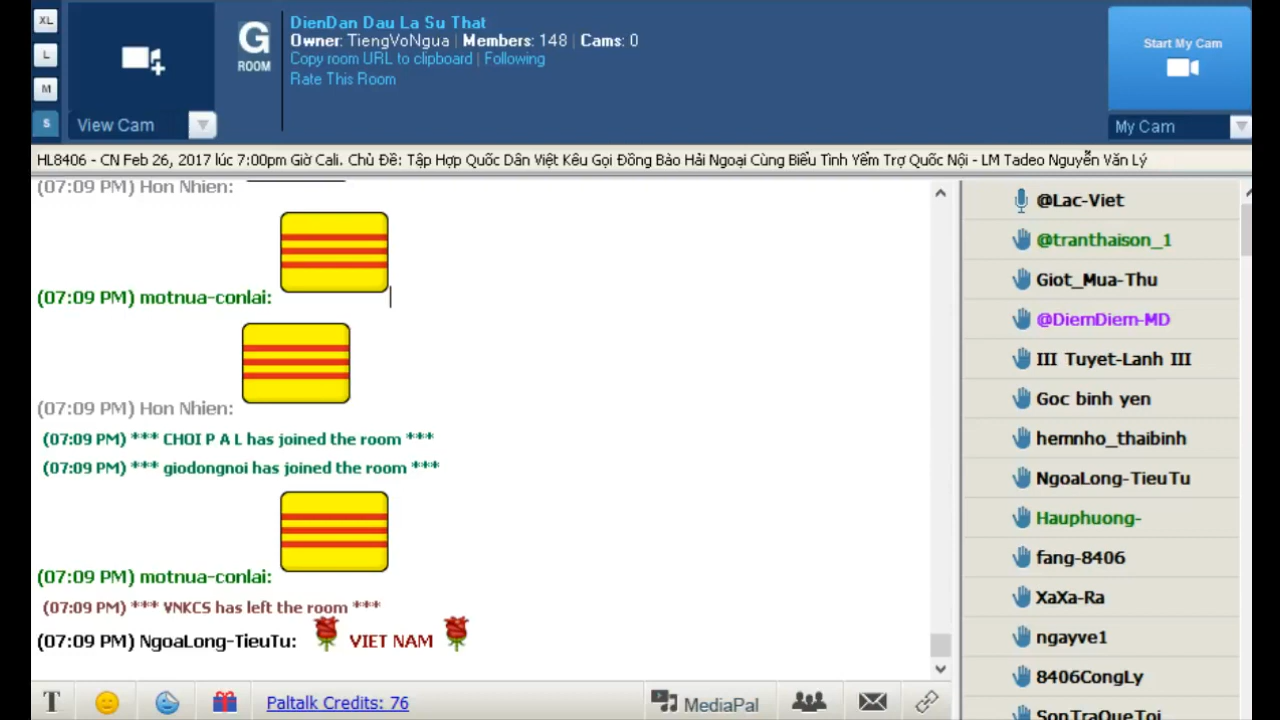 XL
L
M
S
View Cam
G
ROOM
DienDan Dau La Su That
Owner: TiengVoNgua | Members: 148 | Cams: 0
Copy room URL to clipboard | Following
Rate This Room
Start My Cam
My Cam
HL8406 - CN Feb 26, 2017 lúc 7:00pm Giờ Cali. Chủ Đề: Tập Hợp Quốc Dân Việt Kêu Gọi Đồng Bào Hải Ngoại Cùng Biểu Tình Yểm Trợ Quốc Nội - LM Tadeo Nguyễn Văn Lý
(07:09 PM) Hon Nhien:
(07:09 PM) motnua-conlai:
(07:09 PM) Hon Nhien:
(07:09 PM) *** CHOI P A L has joined the room ***
(07:09 PM) *** giodongnoi has joined the room ***
(07:09 PM) motnua-conlai:
(07:09 PM) *** VNKCS has left the room ***
(07:09 PM) NgoaLong-TieuTu: VIET NAM
@Lac-Viet
@tranthaison_1
Giot_Mua-Thu
@DiemDiem-MD
III Tuyet-Lanh III
Goc binh yen
hemnho_thaibinh
NgoaLong-TieuTu
Hauphuong-
fang-8406
XaXa-Ra
ngayve1
8406CongLy
SonTraQueToi
T
Paltalk Credits: 76
MediaPal